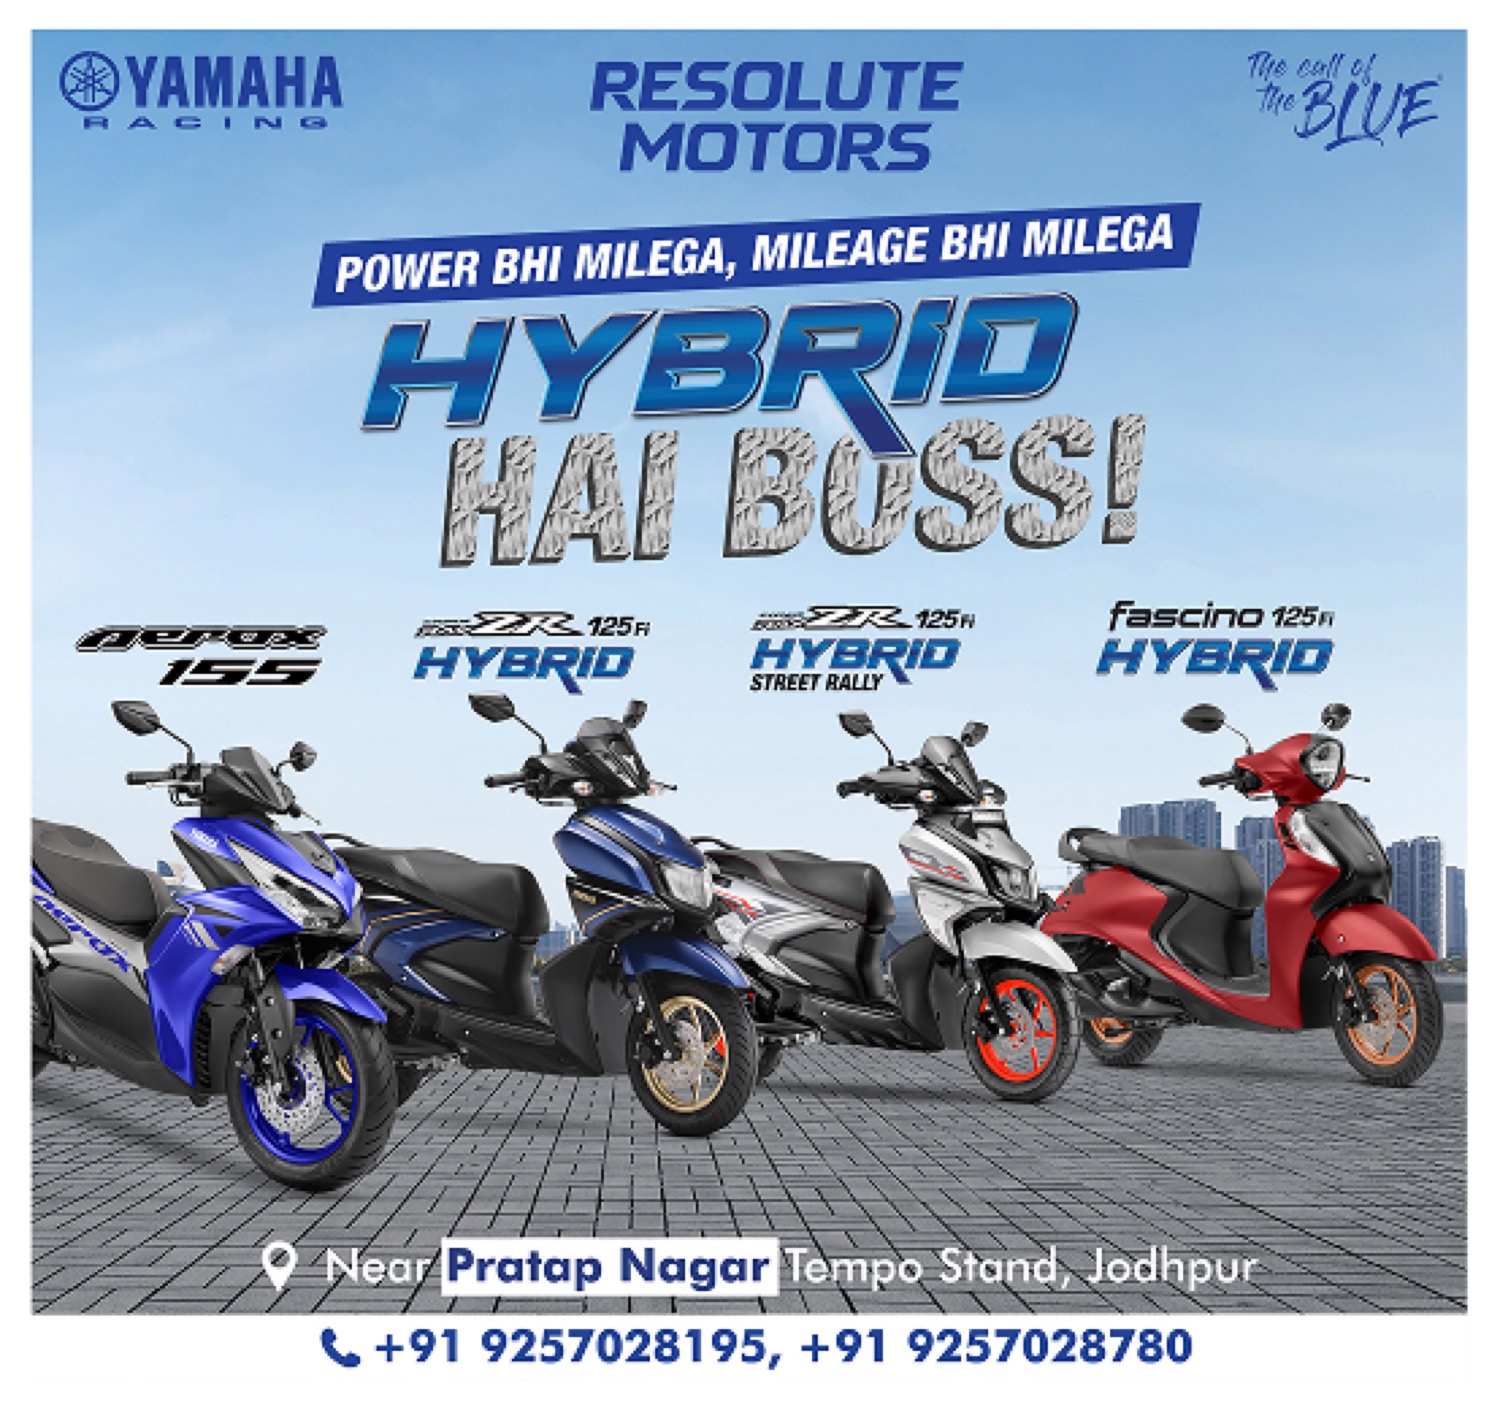 YAMAHA
RACING
RESOLUTE
MOTORS
The call of
the BLUE
POWER BHI MILEGA, MILEAGE BHI MILEGA
HYBRID
HAI BOSS!
AEROX
155
ZR 125 Fi
HYBRID
ZR 125 Fi
HYBRID
STREET RALLY
fascino 125 Fi
HYBRID
YAMAHA
AEROX
Near Pratap Nagar Tempo Stand, Jodhpur
+91 9257028195, +91 9257028780